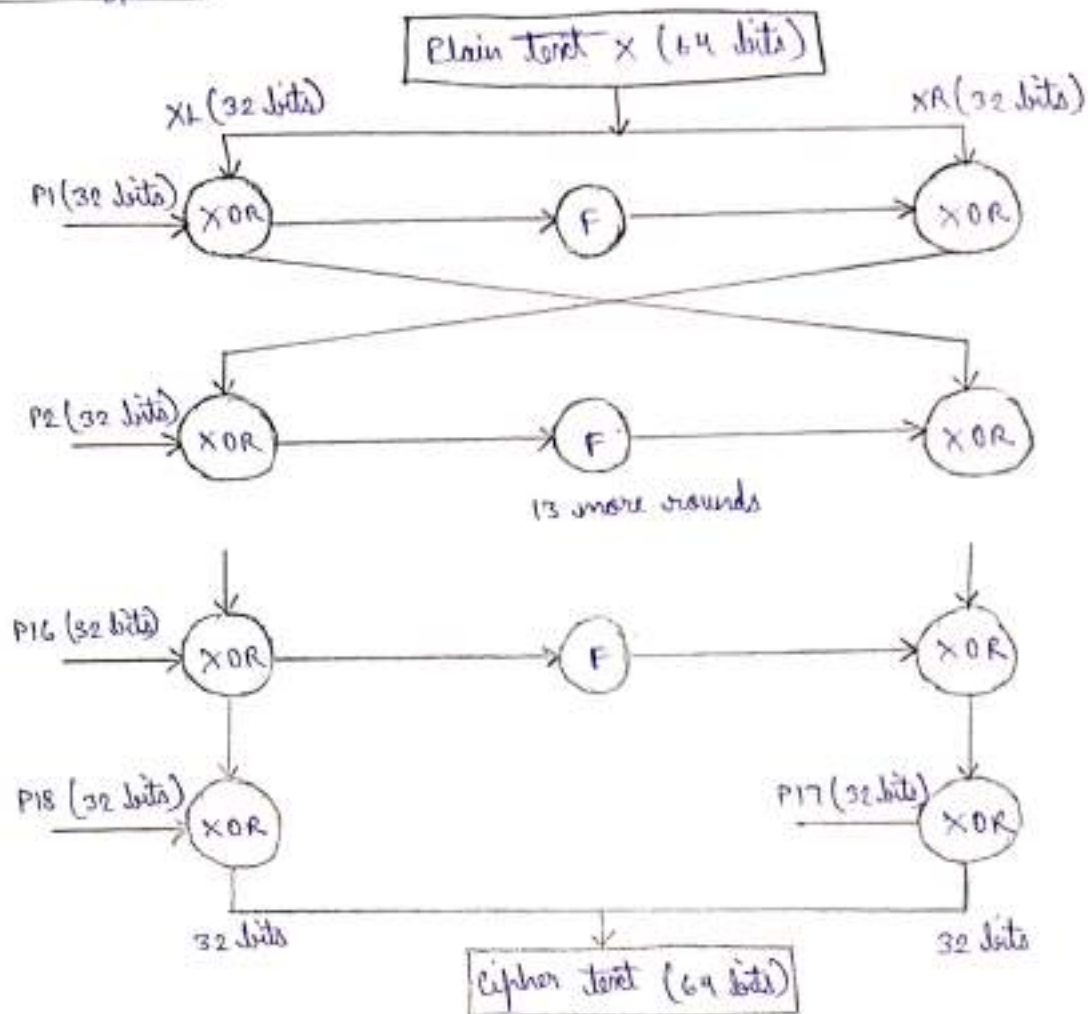 Plain text X (64 bits)
XL (32 bits)
XR (32 bits)
P1 (32 bits)
XOR
F
XOR
P2 (32 bits)
XOR
F
XOR
13 more rounds
P16 (32 bits)
XOR
F
XOR
P18 (32 bits)
XOR
P17 (32 bits)
XOR
32 bits
32 bits
Cipher text (64 bits)